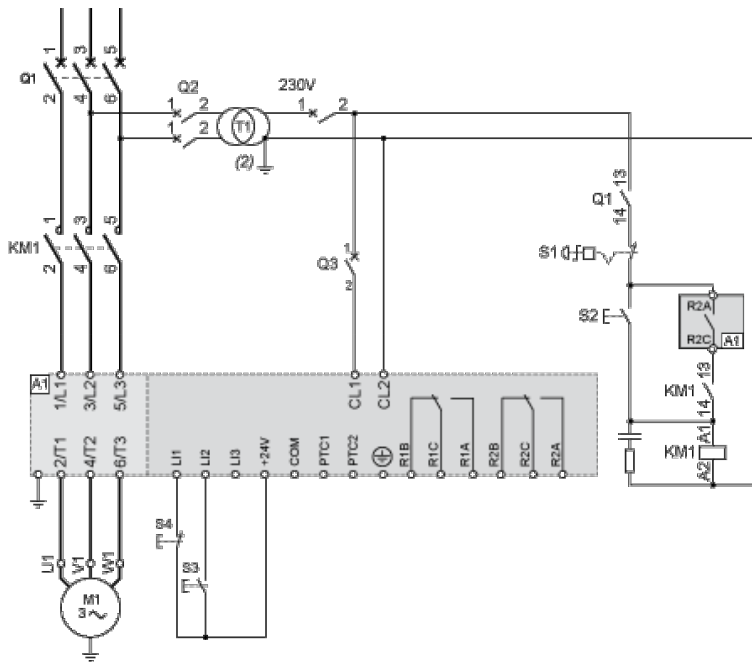 1 3 5
Q1
2 4 6
Q2
1 2
1 2
T1
(2)
230V
1 2
13
Q1
14
1 3 5
KM1
2 4 6
1
Q3
2
S1
S2
R2A
R2C A1
13
KM1
14
A1
KM1
A2
A1
1/L1 3/L2 5/L3 CL1 CL2
2/T1 4/T2 6/T3 LI1 LI2 LI3 +24V COM PTC1 PTC2 R1B R1C R1A R2B R2C R2A
S4
S3
V1 W1
M1
3